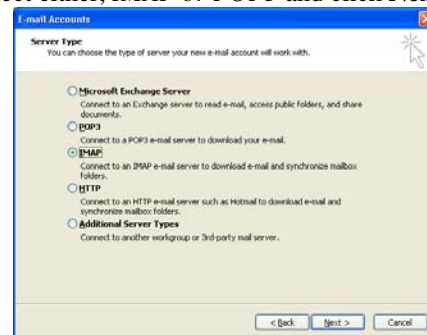 either, IMAP or POP3 and click Ne
E-mail Accounts
Server Type
You can choose the type of server your new e-mail account will work with.
Microsoft Exchange Server
Connect to an Exchange server to read e-mail, access public folders, and share
documents.
POP3
Connect to a POP3 e-mail server to download your e-mail.
IMAP
Connect to an IMAP e-mail server to download e-mail and synchronize mailbox
folders.
HTTP
Connect to an HTTP e-mail server such as Hotmail to download e-mail and
synchronize mailbox folders.
Additional Server Types
Connect to another workgroup or 3rd-party mail server.
< Back Next > Cancel